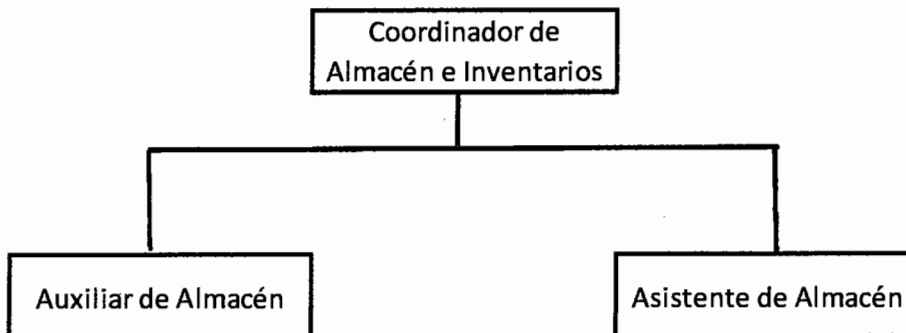 Coordinador de
Almacén e Inventarios
Auxiliar de Almacén
Asistente de Almacén